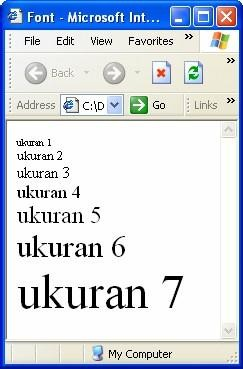 Font - Microsoft Int...
File Edit View Favorites »
Back »
Address C:\D Go Links »
ukuran 1
ukuran 2
ukuran 3
ukuran 4
ukuran 5
ukuran 6
ukuran 7
My Computer